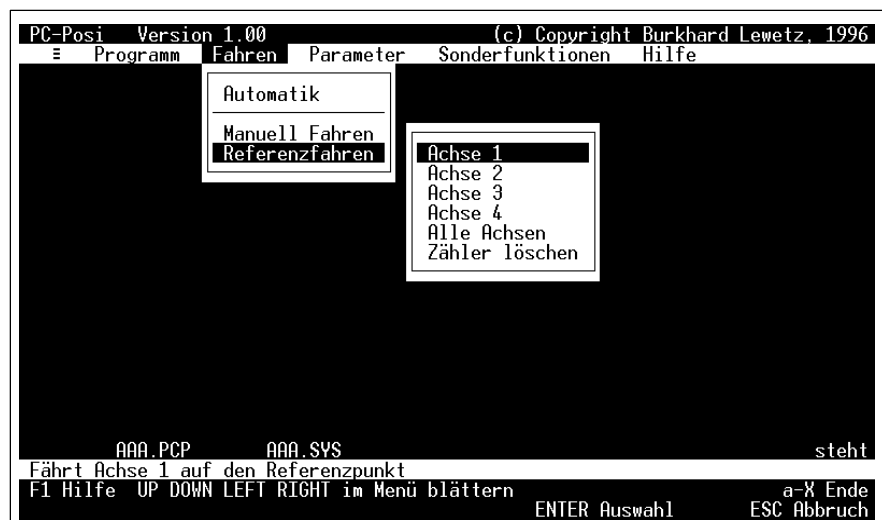 PC-Posi Version 1.00 (c) Copyright Burkhard Lewetz, 1996
≡ Programm Fahren Parameter Sonderfunktionen Hilfe
Automatik
Manuell Fahren
Referenzfahren
Achse 1
Achse 2
Achse 3
Achse 4
Alle Achsen
Zähler löschen
AAA.PCP AAA.SYS steht
Fährt Achse 1 auf den Referenzpunkt
F1 Hilfe UP DOWN LEFT RIGHT im Menü blättern a-X Ende
ENTER Auswahl ESC Abbruch